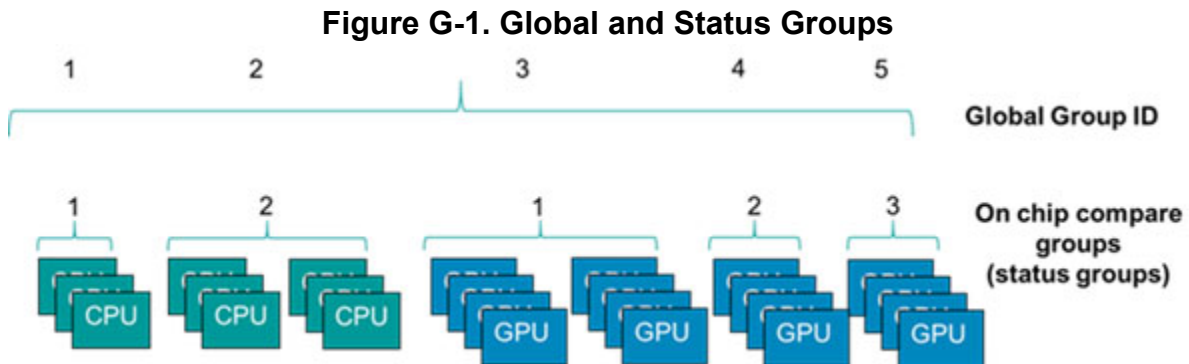 Figure G-1. Global and Status Groups
1 2 3 4 5
Global Group ID
1 2 1 2 3
On chip compare
groups
(status groups)
CPU CPU CPU GPU GPU GPU GPU